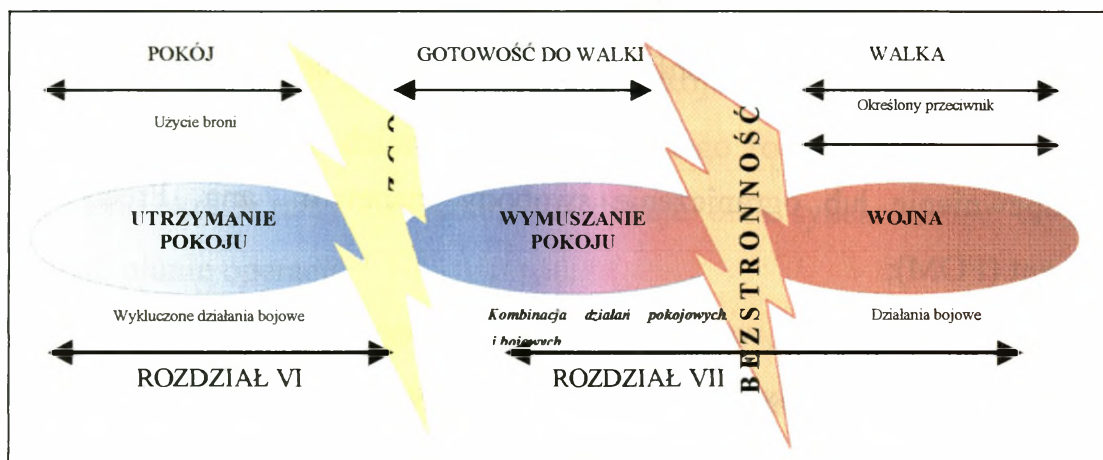 POKÓJ
GOTOWOŚĆ DO WALKI
WALKA
Użycie broni
Określony przeciwnik
UTRZYMANIE
POKOJU
WYMUSZANIE
POKOJU
BEZSTRONNOŚĆ
WOJNA
Wykluczone działania bojowe
Kombinacja działań pokojowych
i bojowych
Działania bojowe
ROZDZIAŁ VI
ROZDZIAŁ VII